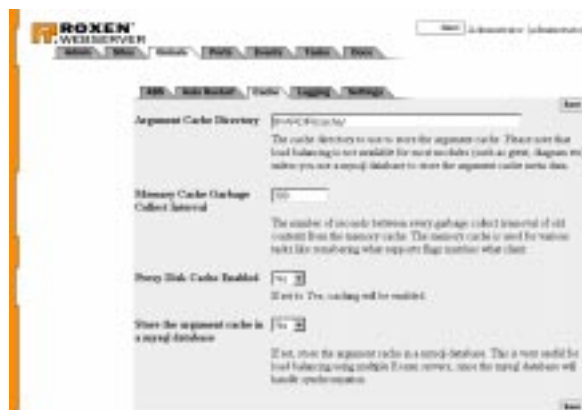 ROXEN
WEBSERVER
Administrator
Admin Sites Globals Ports Events Tasks Docs
ABS Auto Restart Cache Logging Settings
Save
Argument Cache Directory
The cache directory to use to store the argument cache. Please note that
load balancing is not available for most modules (such as gtext, diagram etc)
unless you use a mysql database to store the argument cache meta data.
Memory Cache Garbage
Collect Interval
The number of seconds between every garbage collect (removal of old
content) from the memory cache. The memory cache is used for various
tasks like remembering what supports flags matches what client.
Proxy Disk Cache Enabled
If set to Yes, caching will be enabled.
Store the argument cache in
a mysql database
If set, store the argument cache in a mysql database. This is very useful for
load balancing using multiple Roxen servers, since the mysql database will
handle synchronization.
Save